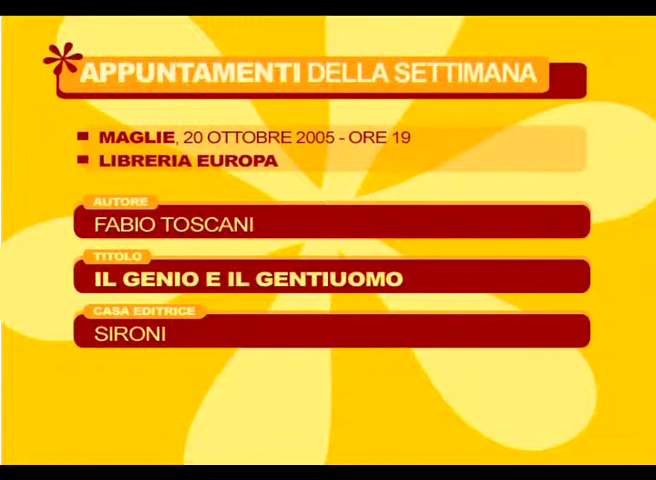 APPUNTAMENTI DELLA SETTIMANA
MAGLIE, 20 OTTOBRE 2005 - ORE 19
LIBRERIA EUROPA
AUTORE
FABIO TOSCANI
TITOLO
IL GENIO E IL GENTIUOMO
CASA EDITRICE
SIRONI